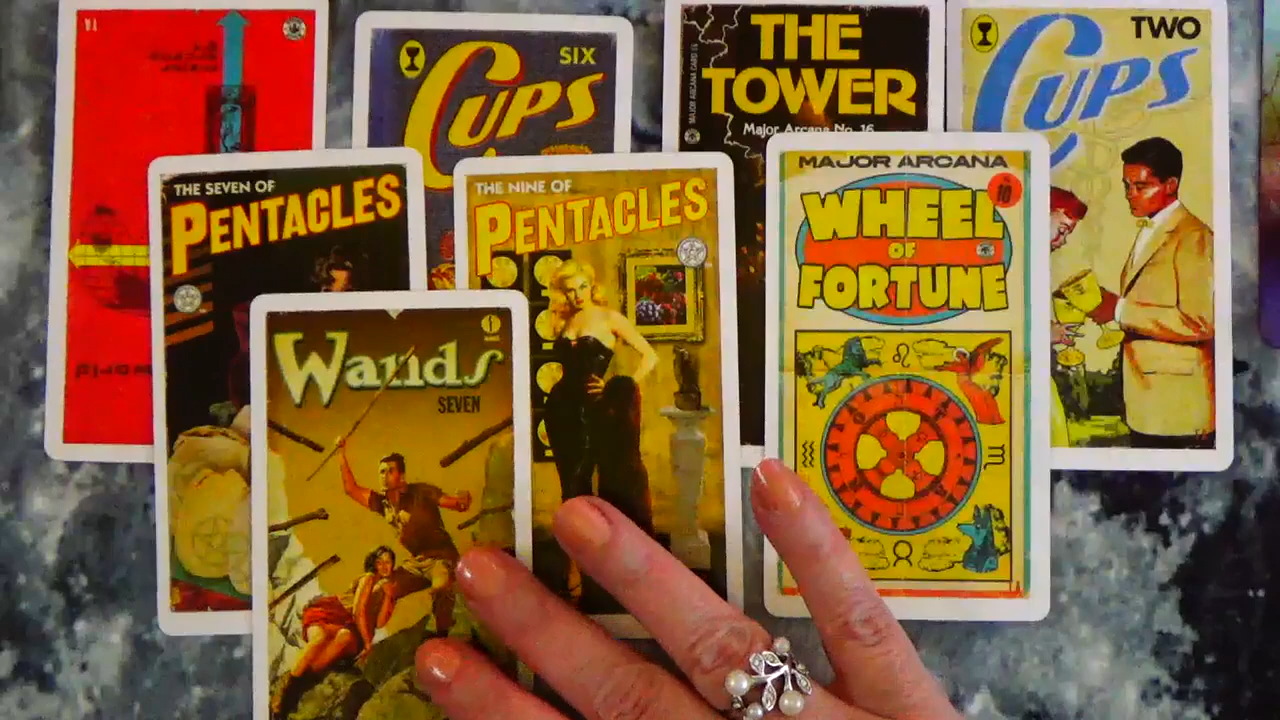 SIX
CUPS
THE
TOWER
Major Arcana No. 16
TWO
CUPS
THE SEVEN OF
PENTACLES
THE NINE OF
PENTACLES
MAJOR ARCANA
WHEEL
OF
FORTUNE
10
Wands
SEVEN